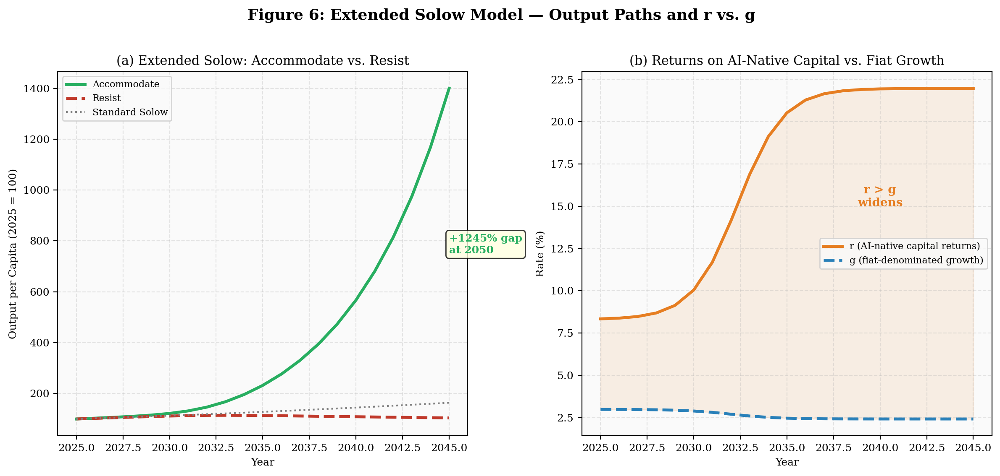 Figure 6: Extended Solow Model — Output Paths and r vs. g
(a) Extended Solow: Accommodate vs. Resist
Accommodate
Resist
Standard Solow
Output per Capita (2025 = 100)
1400
1200
1000
800
600
400
200
+1245% gap
at 2050
2025.0 2027.5 2030.0 2032.5 2035.0 2037.5 2040.0 2042.5 2045.0
Year
(b) Returns on AI-Native Capital vs. Fiat Growth
Rate (%)
22.5
20.0
17.5
15.0
12.5
10.0
7.5
5.0
2.5
r > g
widens
r (AI-native capital returns)
g (fiat-denominated growth)
2025.0 2027.5 2030.0 2032.5 2035.0 2037.5 2040.0 2042.5 2045.0
Year